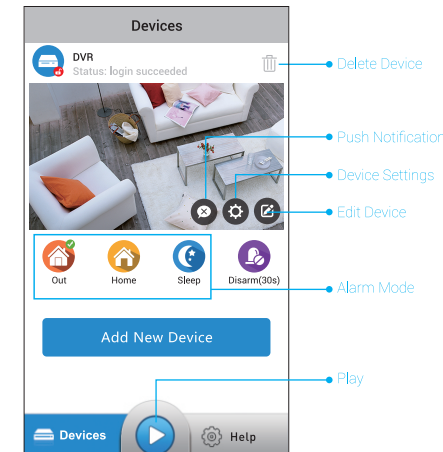 Devices
DVR
Status: login succeeded
Delete Device
Push Notification
Device Settings
Edit Device
Out
Home
Sleep
Disarm(30s)
Alarm Mode
Add New Device
Play
Devices
Help